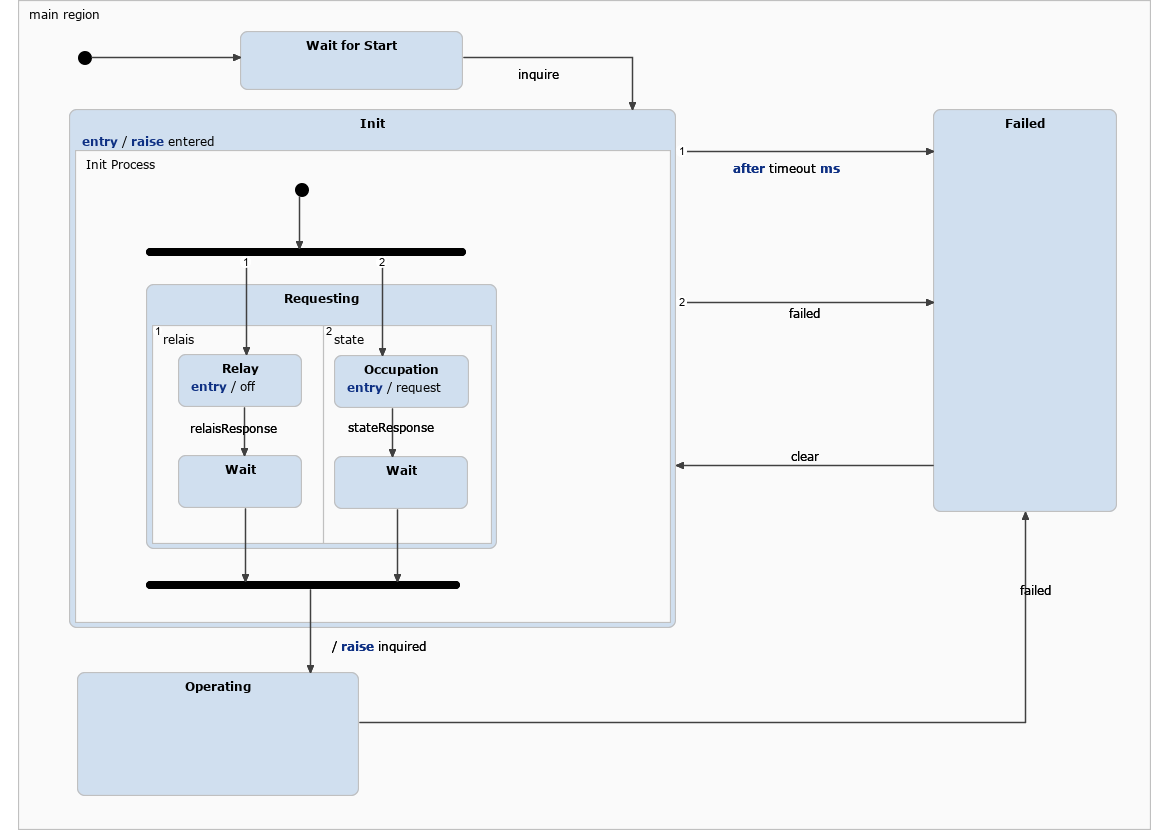 main region
Wait for Start
inquire
Init
entry / raise entered
Init Process
1
2
Requesting
1
relais
2
state
Relay
entry / off
Occupation
entry / request
relaisResponse
stateResponse
Wait
Wait
/ raise inquired
Operating
1
after timeout ms
2
failed
clear
Failed
failed